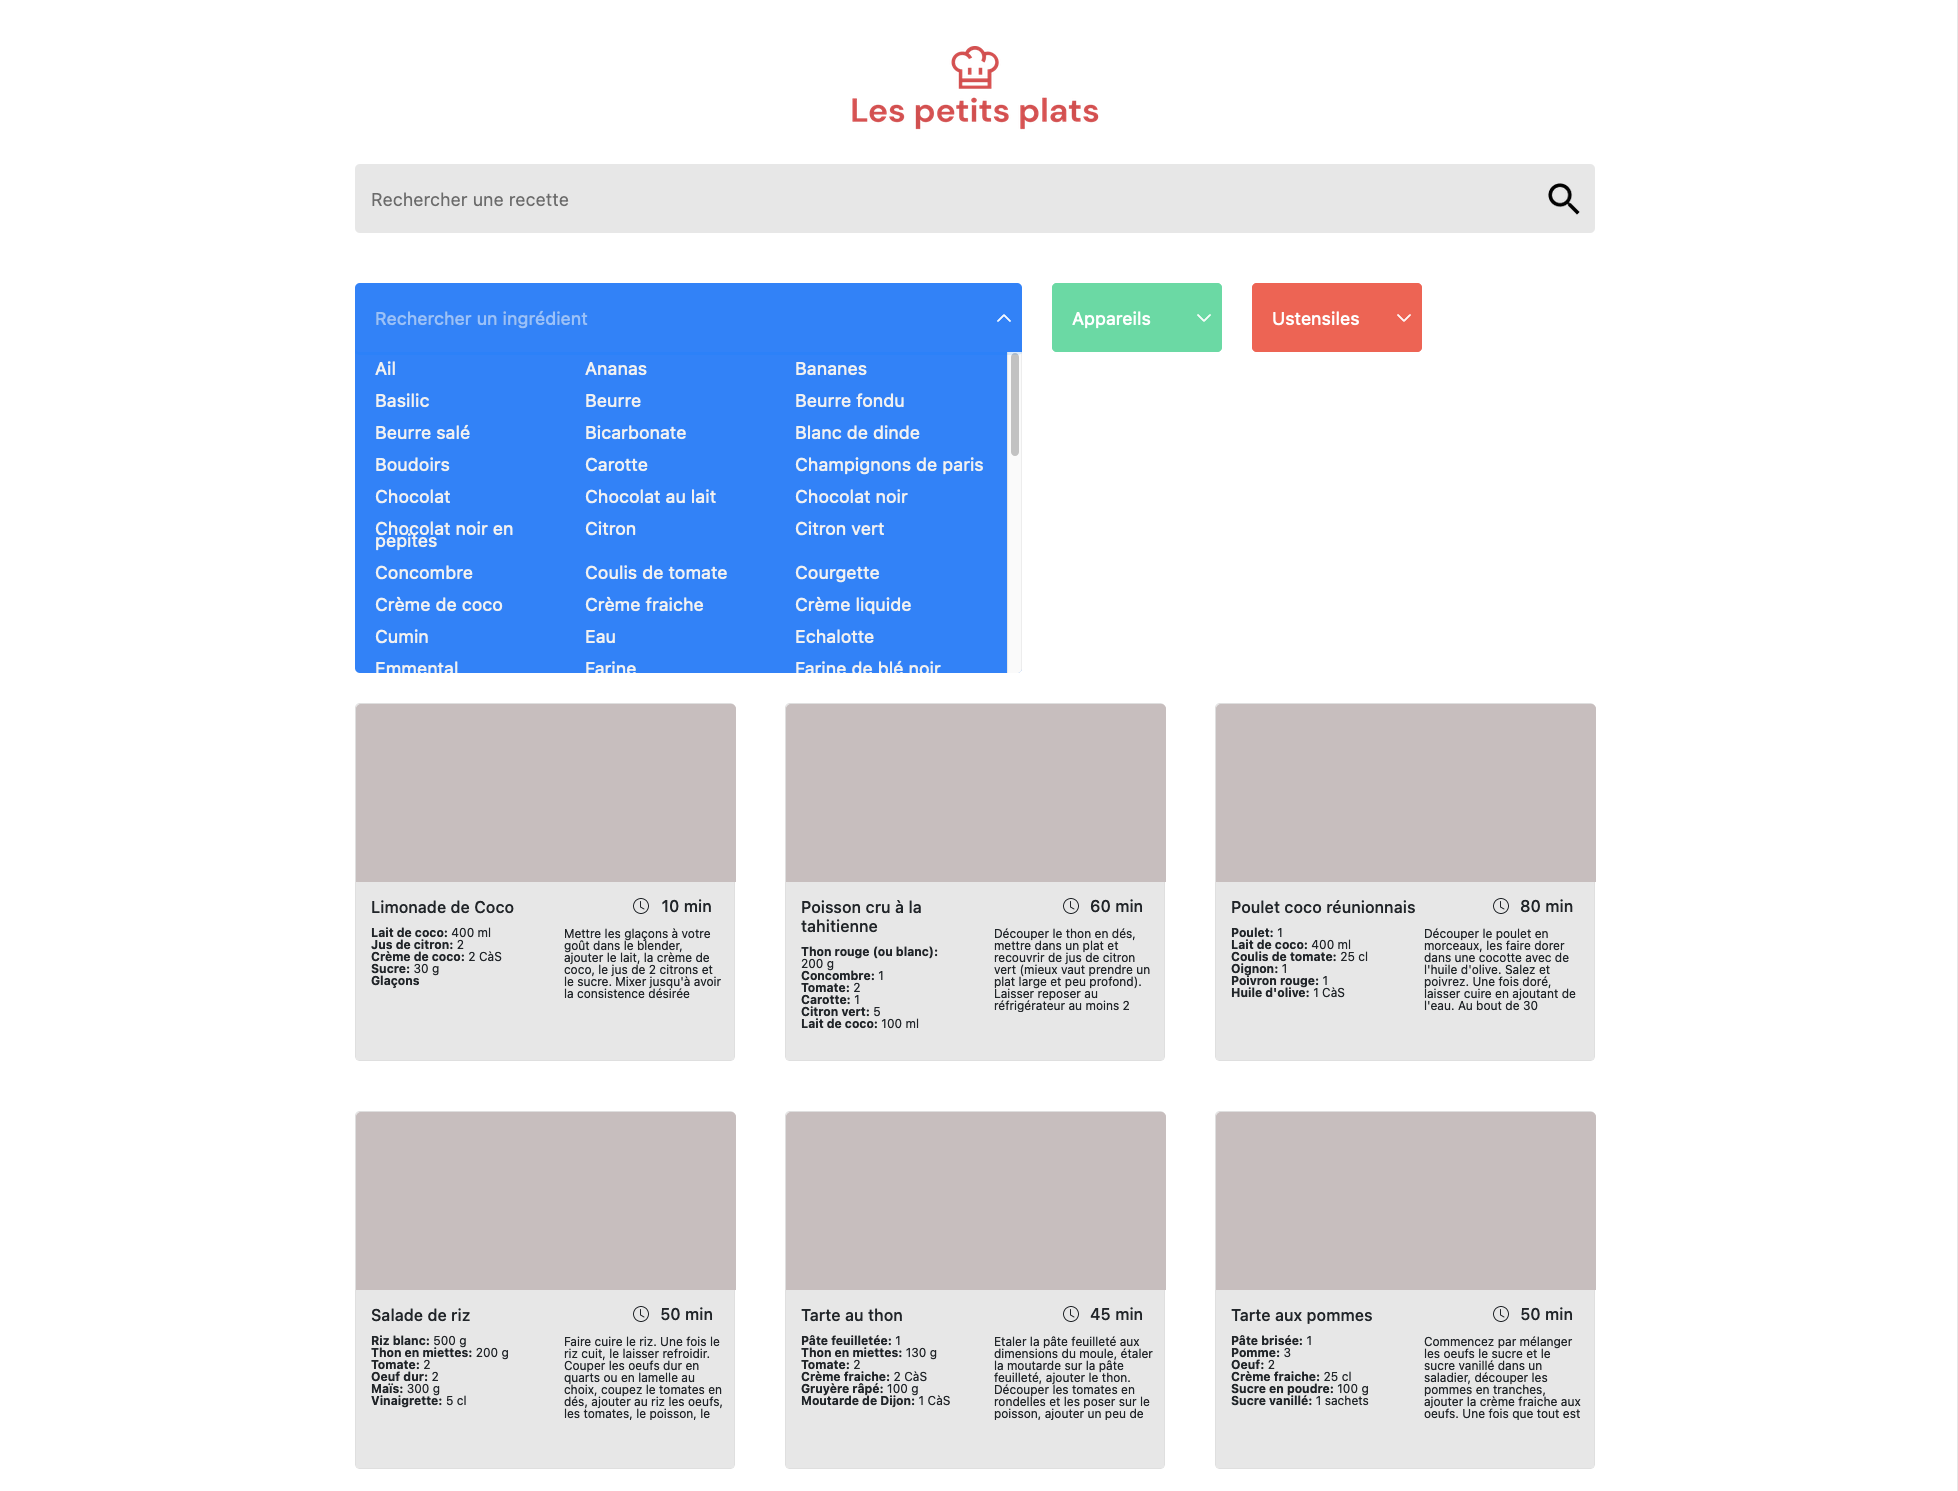 Les petits plats
Rechercher une recette
Rechercher un ingrédient
Appareils
Ustensiles
Ail Ananas Bananes
Basilic Beurre Beurre fondu
Beurre salé Bicarbonate Blanc de dinde
Boudoirs Carotte Champignons de paris
Chocolat Chocolat au lait Chocolat noir
Chocolat noir en Citron Citron vert
pépites
Concombre Coulis de tomate Courgette
Crème de coco Crème fraiche Crème liquide
Cumin Eau Echalotte
Emmental Farine Farine de blé noir
Limonade de Coco
10 min
Lait de coco: 400 ml
Jus de citron: 2
Crème de coco: 2 CàS
Sucre: 30 g
Glaçons
Mettre les glaçons à votre
goût dans le blender,
ajouter le lait, la crème de
coco, le jus de 2 citrons et
le sucre. Mixer jusqu'à avoir
la consistence désirée
Poisson cru à la
tahitienne
60 min
Thon rouge (ou blanc):
200 g
Concombre: 1
Tomate: 2
Carotte: 1
Citron vert: 5
Lait de coco: 100 ml
Découper le thon en dés,
mettre dans un plat et
recouvrir de jus de citron
vert (mieux vaut prendre un
plat large et peu profond).
Laisser reposer au
réfrigérateur au moins 2
Poulet coco réunionnais
80 min
Poulet: 1
Lait de coco: 400 ml
Coulis de tomate: 25 cl
Oignon: 1
Poivron rouge: 1
Huile d'olive: 1 CàS
Découper le poulet en
morceaux, les faire dorer
dans une cocotte avec de
l'huile d'olive. Salez et
poivrez. Une fois doré,
laisser cuire en ajoutant de
l'eau. Au bout de 30
Salade de riz
50 min
Riz blanc: 500 g
Thon en miettes: 200 g
Tomate: 2
Oeuf dur: 2
Maïs: 300 g
Vinaigrette: 5 cl
Faire cuire le riz. Une fois le
riz cuit, le laisser refroidir.
Couper les oeufs dur en
quarts ou en lamelle au
choix, coupez le tomates en
dés, ajouter au riz les oeufs,
les tomates, le poisson, le
Tarte au thon
45 min
Pâte feuilletée: 1
Thon en miettes: 130 g
Tomate: 2
Crème fraiche: 2 CàS
Gruyère râpé: 100 g
Moutarde de Dijon: 1 CàS
Etaler la pâte feuilleté aux
dimensions du moule, étaler
la moutarde sur la pâte
feuilleté, ajouter le thon.
Découper les tomates en
rondelles et les poser sur le
poisson, ajouter un peu de
Tarte aux pommes
50 min
Pâte brisée: 1
Pomme: 3
Oeuf: 2
Crème fraiche: 25 cl
Sucre en poudre: 100 g
Sucre vanillé: 1 sachets
Commencez par mélanger
les oeufs le sucre et le
sucre vanillé dans un
saladier, découper les
pommes en tranches,
ajouter la crème fraiche aux
oeufs. Une fois que tout est